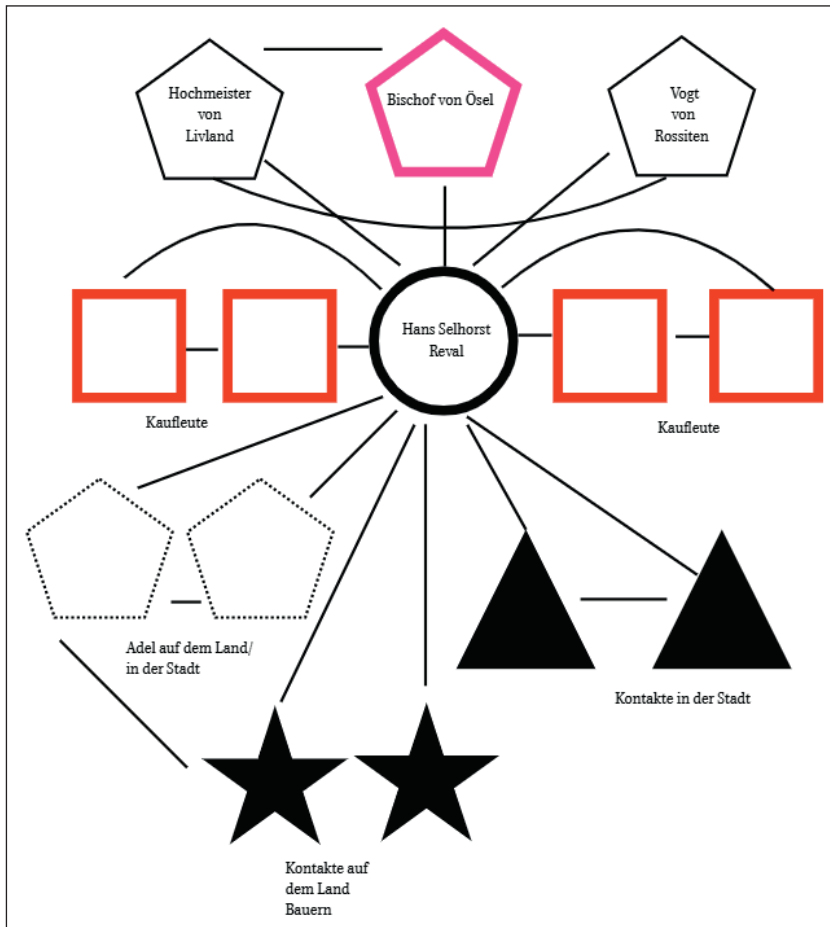 Hochmeister
von
Livland
Bischof von Ösel
Vogt
von
Rossiten
Hans Selhorst
Reval
Kaufleute
Kaufleute
Adel auf dem Land/
in der Stadt
Kontakte in der Stadt
Kontakte auf
dem Land
Bauern